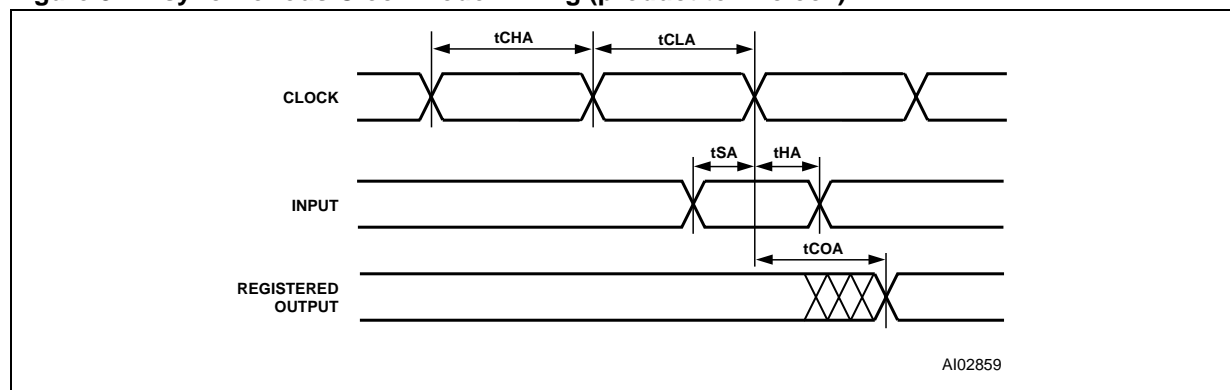 tCHA
tCLA
CLOCK
tSA
tHA
INPUT
tCOA
REGISTERED
OUTPUT
AI02859